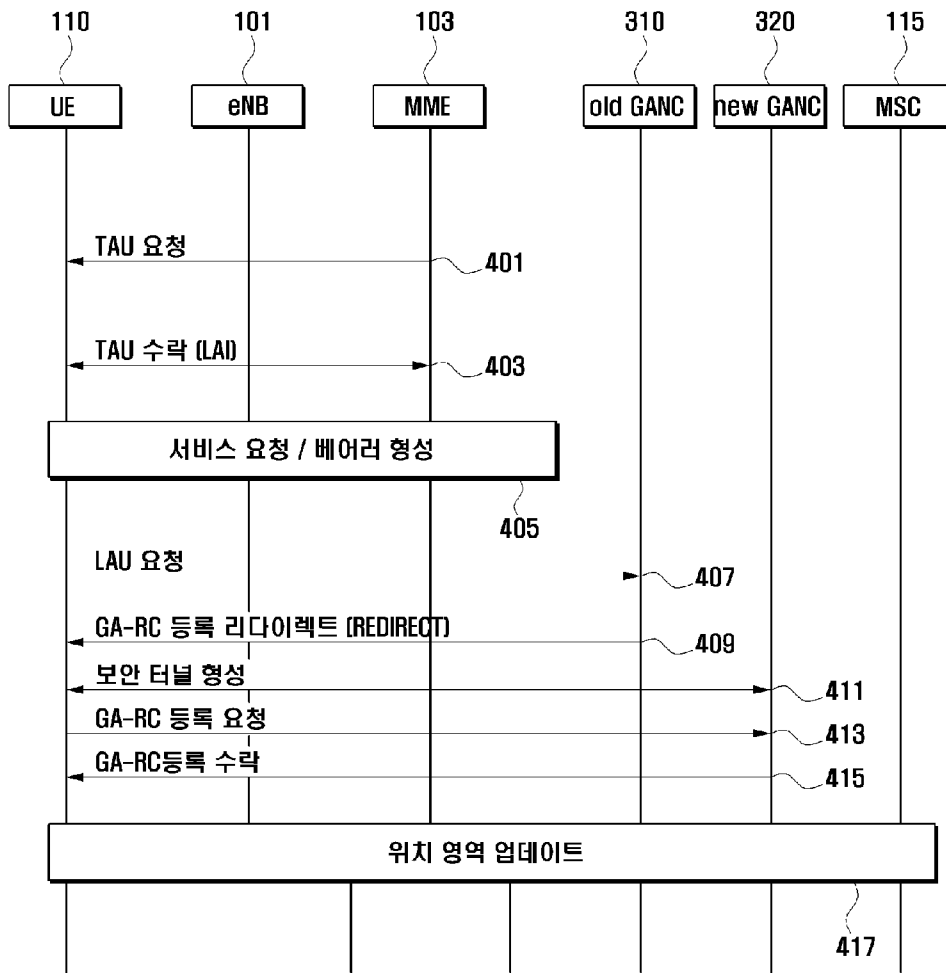 110 101 103 310 320 115
UE eNB MME old GANC new GANC MSC
TAU 요청
401
TAU 수락 (LAI)
403
서비스 요청 / 베어러 형성
405
LAU 요청
407
GA-RC 등록 리다이렉트 (REDIRECT)
409
보안 터널 형성
411
GA-RC 등록 요청
413
GA-RC등록 수락
415
위치 영역 업데이트
417